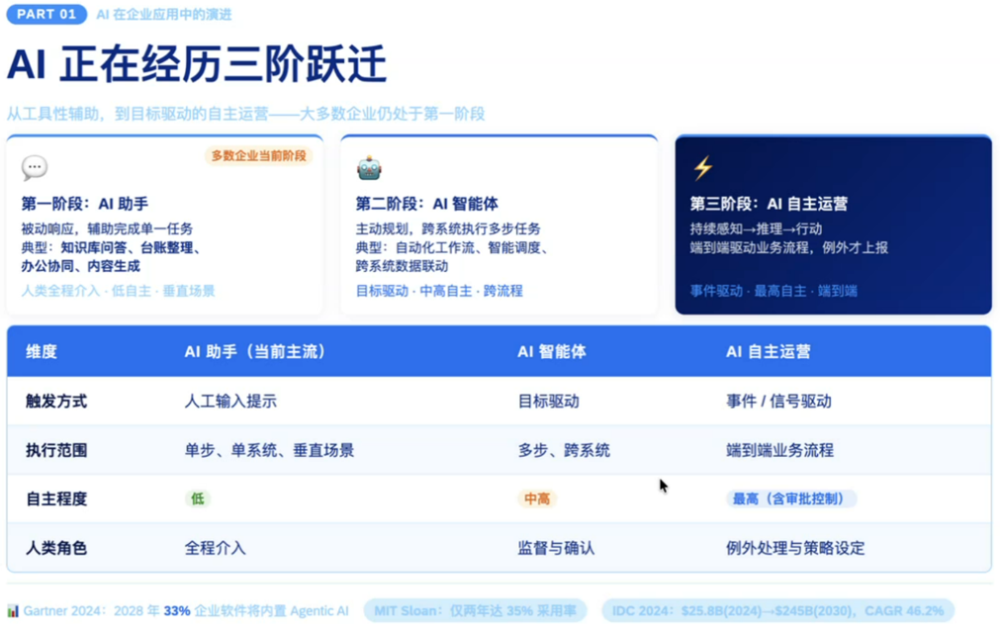 PART 01 AI 在企业应用中的演进
AI 正在经历三阶跃迁
从工具性辅助，到目标驱动的自主运营——大多数企业仍处于第一阶段
多数企业当前阶段
第一阶段：AI 助手
被动响应，辅助完成单一任务
典型：知识库问答、台账整理、
办公协同、内容生成
人类全程介入 · 低自主 · 垂直场景
第二阶段：AI 智能体
主动规划，跨系统执行多步任务
典型：自动化工作流、智能调度、
跨系统数据联动
目标驱动 · 中高自主 · 跨流程
第三阶段：AI 自主运营
持续感知→推理→行动
端到端驱动业务流程，例外才上报
事件驱动 · 最高自主 · 端到端
维度 AI 助手（当前主流） AI 智能体 AI 自主运营
触发方式 人工输入提示 目标驱动 事件 / 信号驱动
执行范围 单步、单系统、垂直场景 多步、跨系统 端到端业务流程
自主程度 低 中高 最高（含审批控制）
人类角色 全程介入 监督与确认 例外处理与策略设定
Gartner 2024：2028 年 33% 企业软件将内置 Agentic AI MIT Sloan：仅两年达 35% 采用率 IDC 2024：$25.8B(2024)→$245B(2030)，CAGR 46.2%